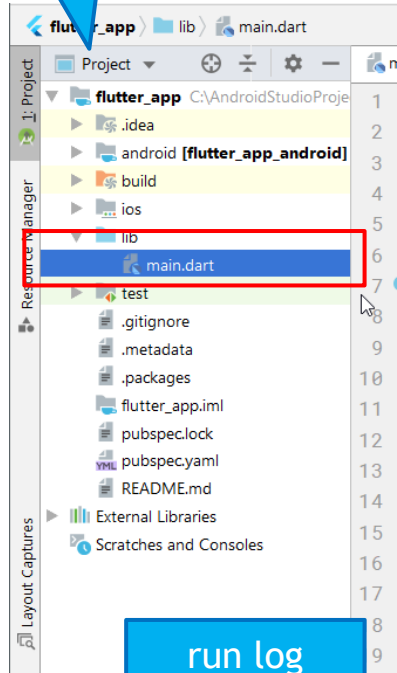 flutter_app lib main.dart
Project
flutter_app C:\AndroidStudioProje
.idea
android [flutter_app_android]
build
ios
lib
main.dart
test
.gitignore
.metadata
.packages
flutter_app.iml
pubspec.lock
pubspec.yaml
README.md
External Libraries
Scratches and Consoles
1: Project
Resource Manager
Layout Captures
1
2
3
4
5
6
7
8
9
10
11
12
13
14
15
16
17
8
9
YML
run log